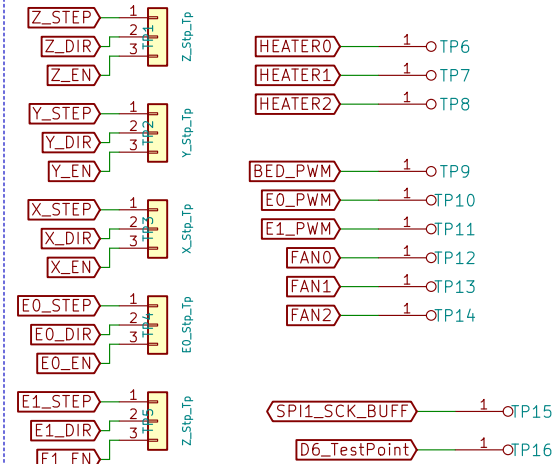 Z_STEP 1
Z_DIR 2
Z_EN 3
TP1
Z_Stp_Tp
Y_STEP 1
Y_DIR 2
Y_EN 3
TP2
Y_Stp_Tp
X_STEP 1
X_DIR 2
X_EN 3
TP3
X_Stp_Tp
E0_STEP 1
E0_DIR 2
E0_EN 3
TP4
E0_Stp_Tp
E1_STEP 1
E1_DIR 2
E1_EN 3
TP5
Z_Stp_Tp
HEATER0 1 TP6
HEATER1 1 TP7
HEATER2 1 TP8
BED_PWM 1 TP9
E0_PWM 1 TP10
E1_PWM 1 TP11
FAN0 1 TP12
FAN1 1 TP13
FAN2 1 TP14
SPI1_SCK_BUFF 1 TP15
D6_TestPoint 1 TP16